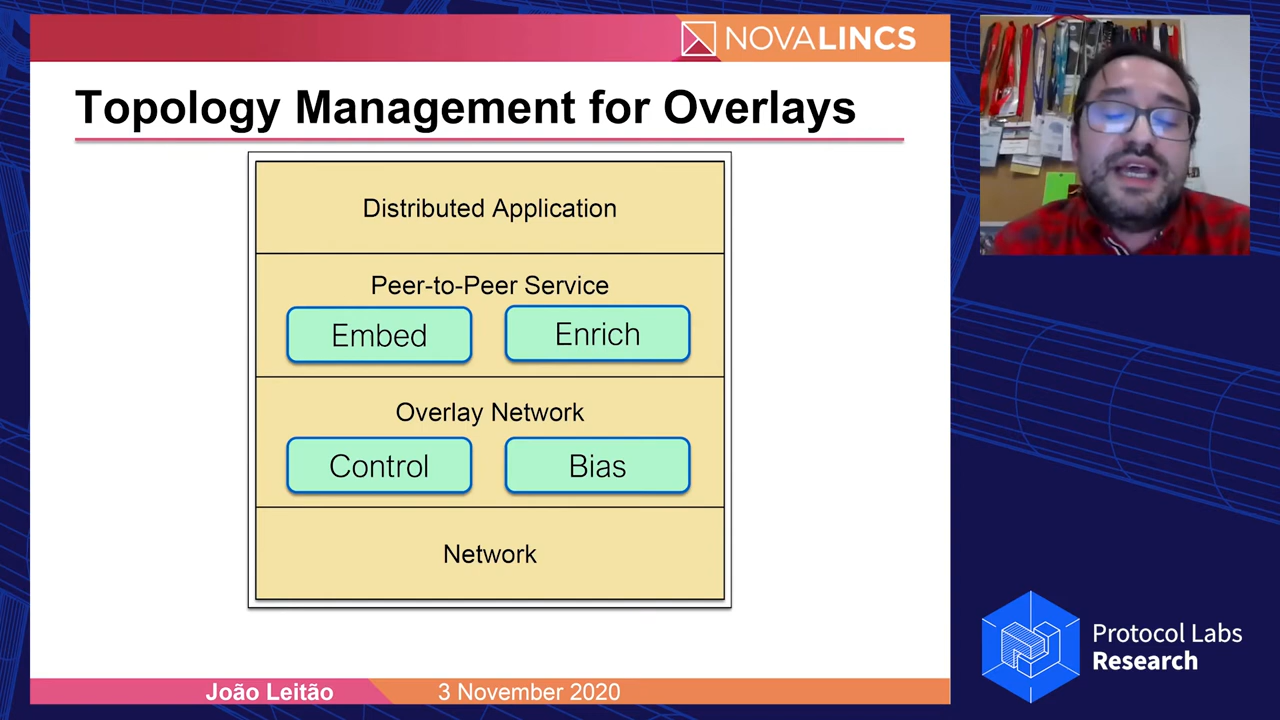 NOVALINCS
Topology Management for Overlays
Distributed Application
Peer-to-Peer Service
Embed
Enrich
Overlay Network
Control
Bias
Network
João Leitão
3 November 2020
Protocol Labs
Research